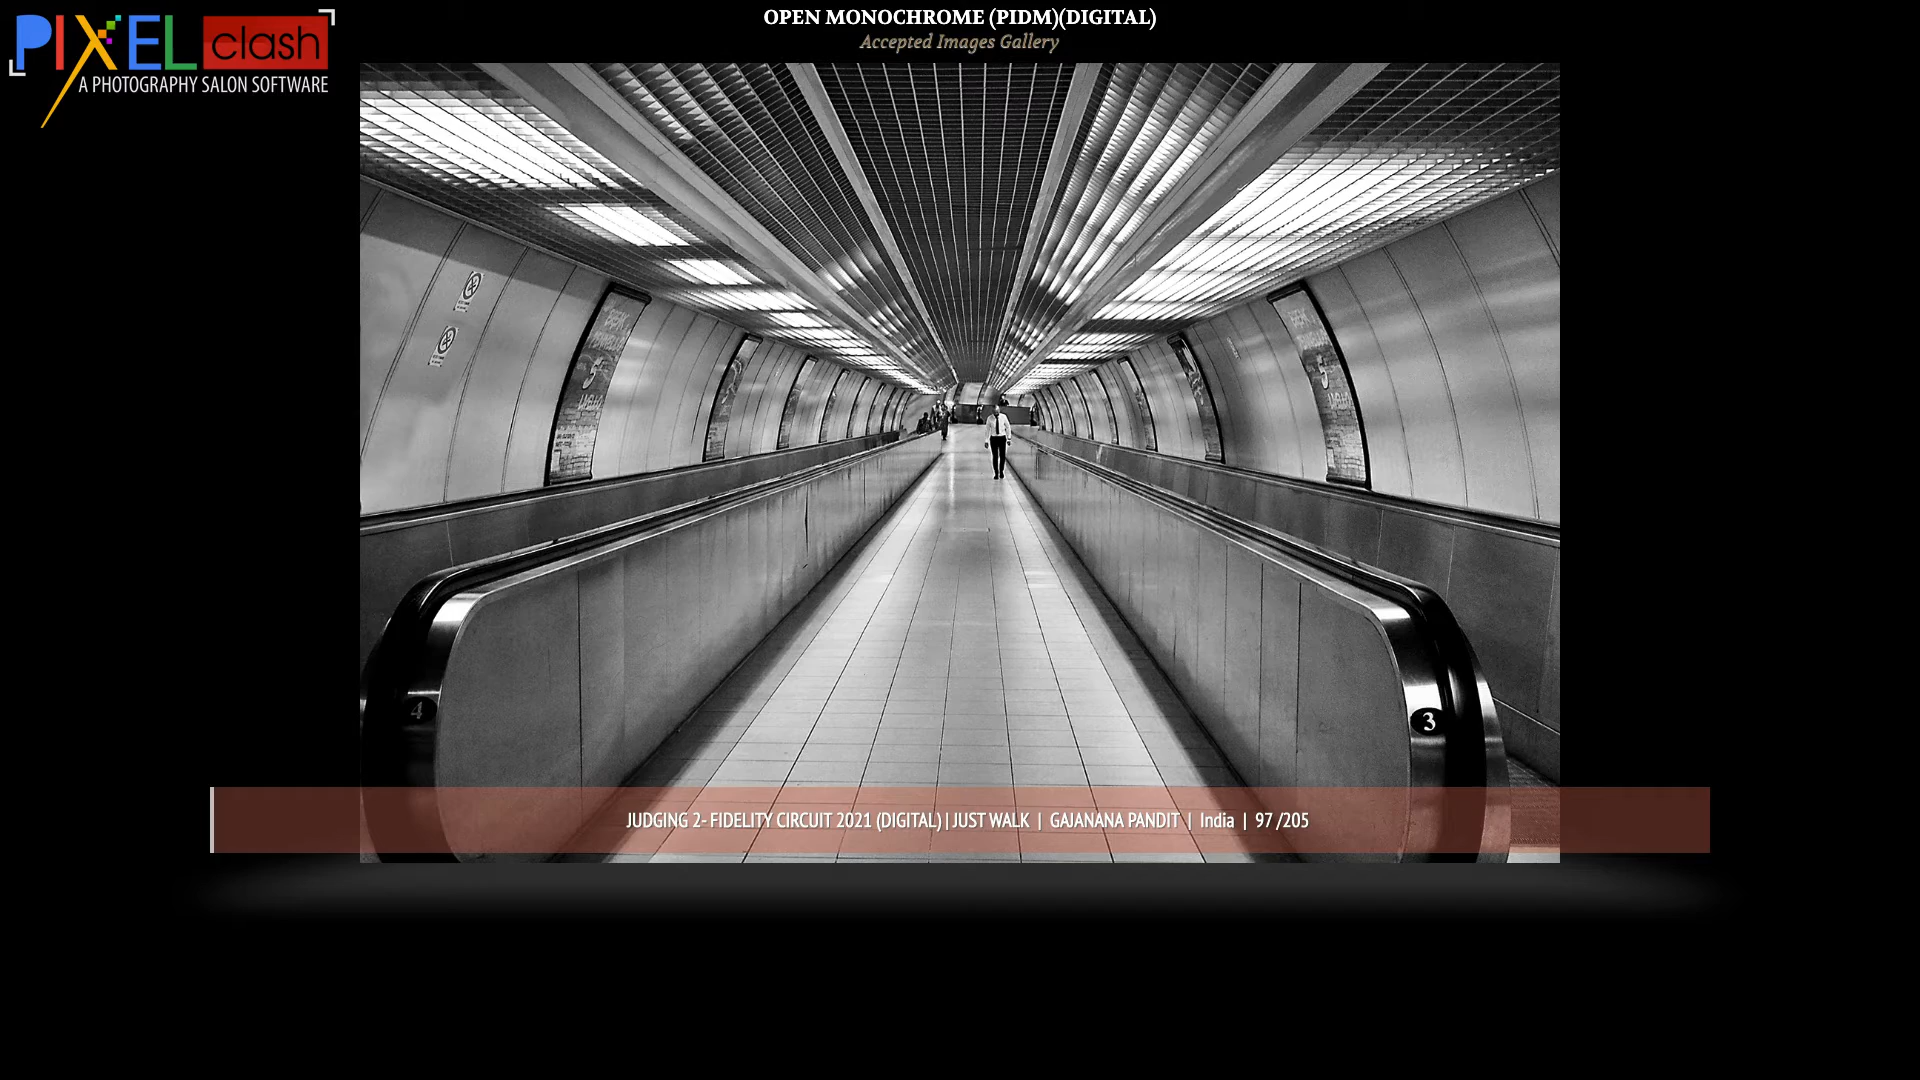 PIXEL clash
A PHOTOGRAPHY SALON SOFTWARE
OPEN MONOCHROME (PIDM)(DIGITAL)
Accepted Images Gallery
4
3
JUDGING 2- FIDELITY CIRCUIT 2021 (DIGITAL) | JUST WALK | GAJANANA PANDIT | India | 97 /205